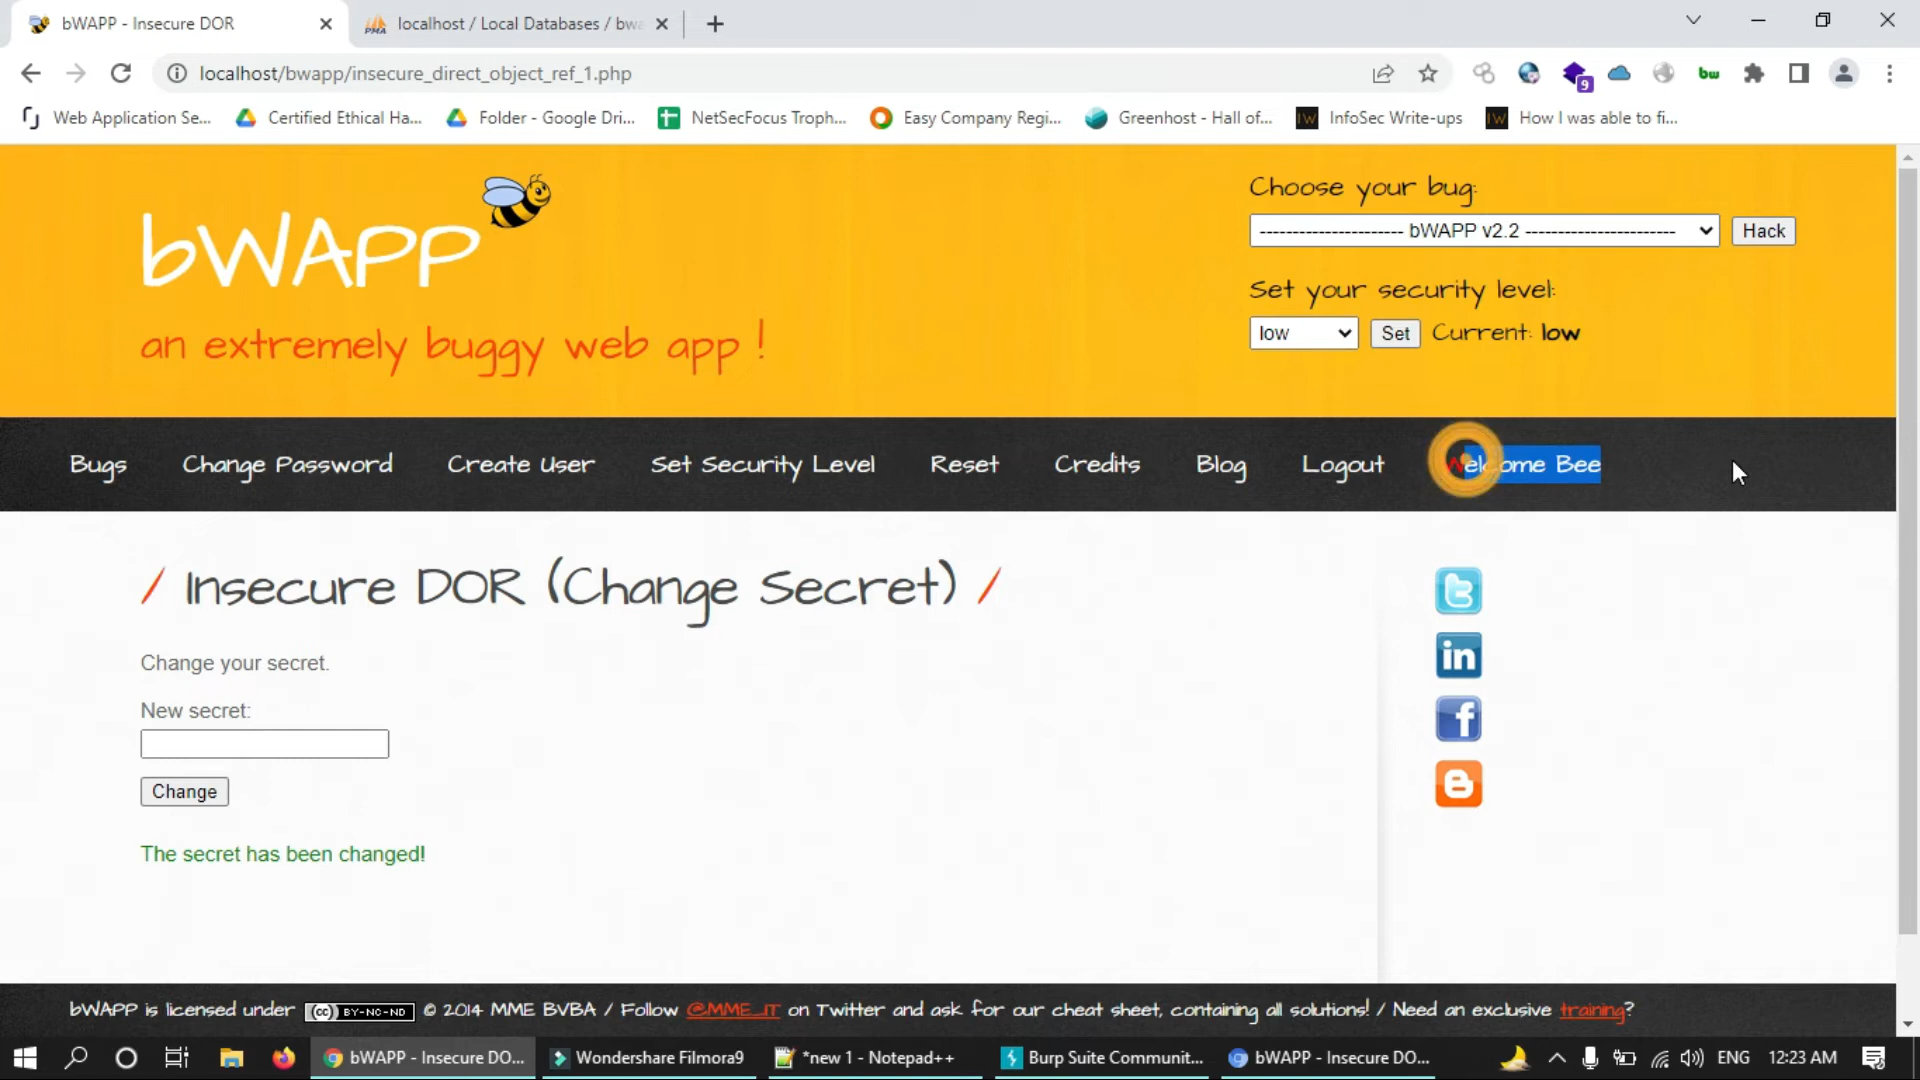 bWAPP - Insecure DOR
localhost / Local Databases / bwa
localhost/bwapp/insecure_direct_object_ref_1.php
9
bw
Web Application Se...
Certified Ethical Ha...
Folder - Google Dri...
NetSecFocus Troph...
Easy Company Regi...
Greenhost - Hall of...
IW InfoSec Write-ups
IW How I was able to fi...
bWAPP
an extremely buggy web app !
Choose your bug:
---------------------- bWAPP v2.2 -----------------------
Hack
Set your security level:
low
Set
Current: low
Bugs
Change Password
Create User
Set Security Level
Reset
Credits
Blog
Logout
Welcome Bee
/ Insecure DOR (Change Secret) /
Change your secret.
New secret:
Change
The secret has been changed!
bWAPP is licensed under (cc) BY-NC-ND © 2014 MME BVBA / Follow @MME_IT on Twitter and ask for our cheat sheet, containing all solutions! / Need an exclusive training?
bWAPP - Insecure DO...
Wondershare Filmora9
*new 1 - Notepad++
Burp Suite Communit...
bWAPP - Insecure DO...
ENG
12:23 AM